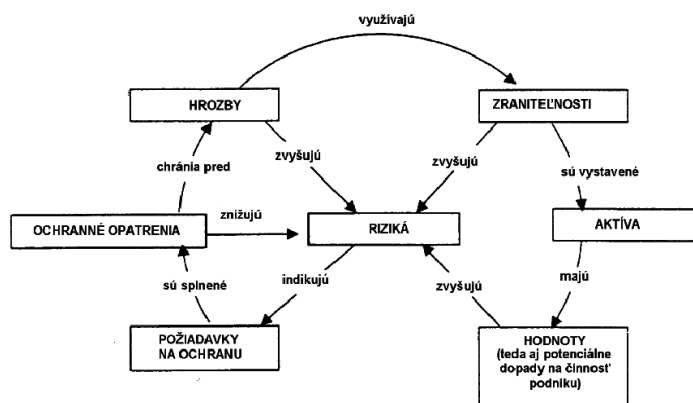 využívajú
HROZBY
ZRANITEĽNOSTI
chránia pred
zvyšujú
zvyšujú
sú vystavené
OCHRANNÉ OPATRENIA
znižujú
RIZIKÁ
AKTÍVA
sú splnené
indikujú
zvyšujú
majú
POŽIADAVKY
NA OCHRANU
HODNOTY
(teda aj potenciálne
dopady na činnosť
podniku)